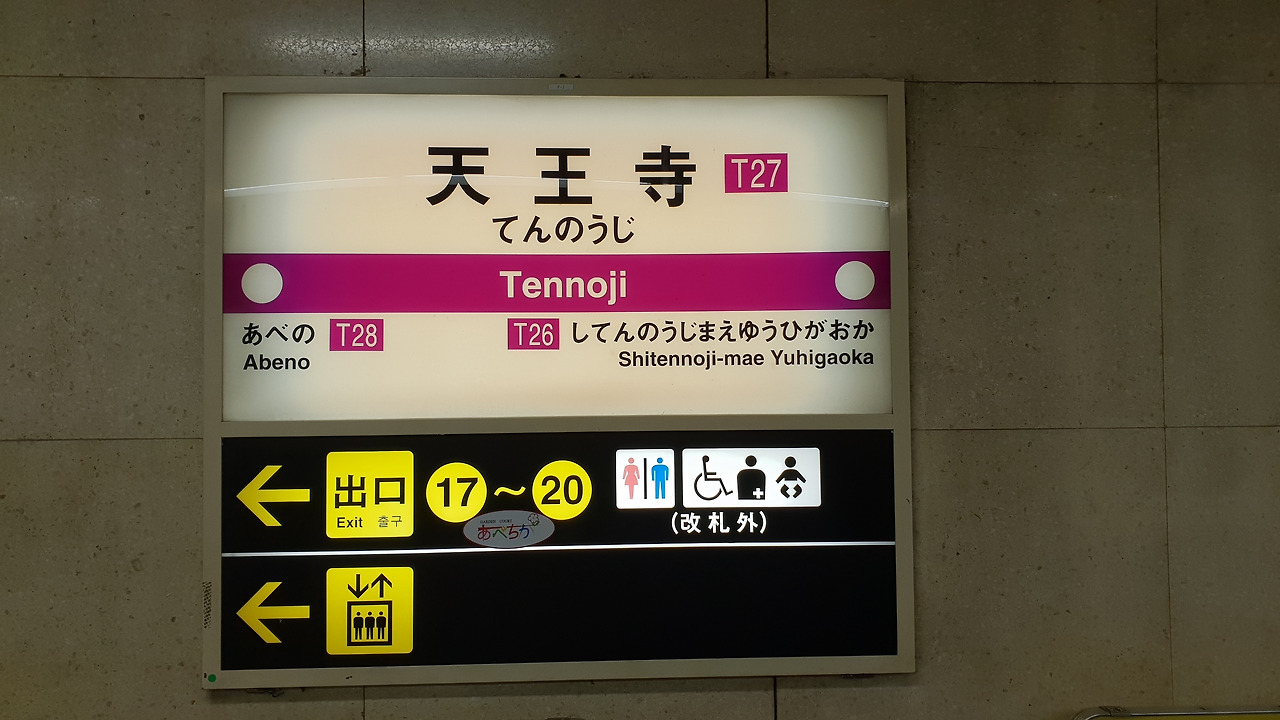 天王寺 T27
てんのうじ
Tennoji
あべの T28
Abeno
T26 してんのうじまえゆうひがおか
Shitennoji-mae Yuhigaoka
出口 17～20
Exit 출구
GARDEN COURT
あべちか
(改札外)